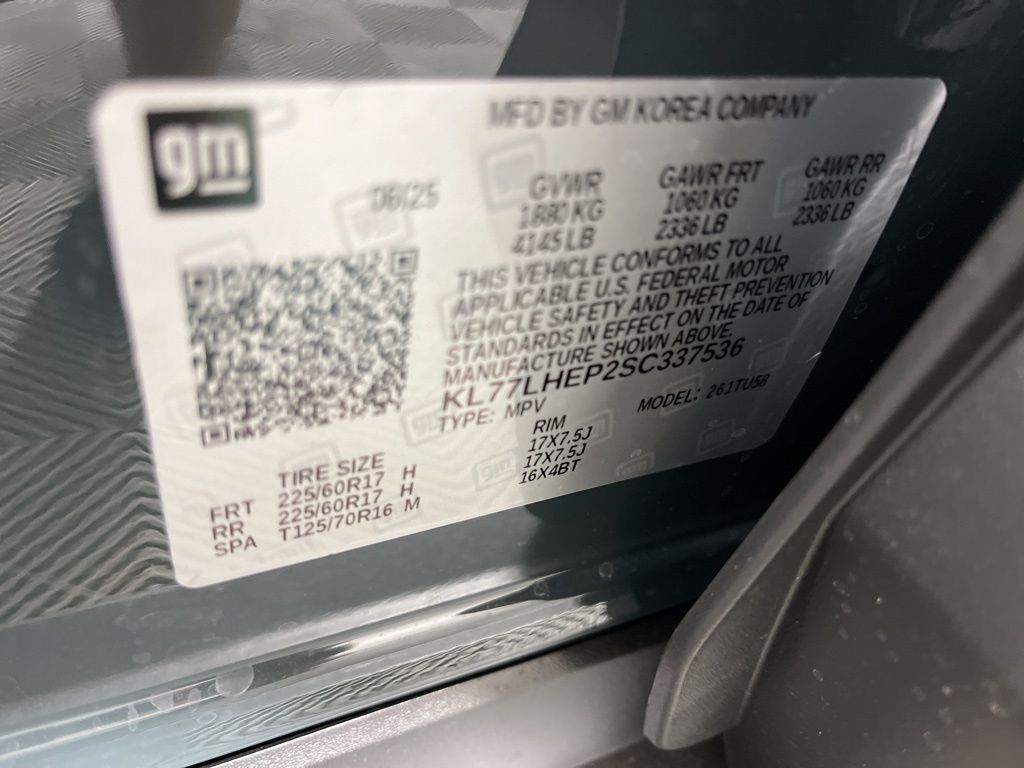 gm
MFD BY GM KOREA COMPANY
06/25
GVWR
1880 KG
4145 LB
GAWR FRT
1060 KG
2336 LB
GAWR RR
1060 KG
2336 LB
THIS VEHICLE CONFORMS TO ALL
APPLICABLE U.S. FEDERAL MOTOR
VEHICLE SAFETY AND THEFT PREVENTION
STANDARDS IN EFFECT ON THE DATE OF
MANUFACTURE SHOWN ABOVE.
KL77LHEP2SC337536
TYPE: MPV
MODEL: 261TU58
TIRE SIZE
RIM
FRT 225/60R17 H 17X7.5J
RR 225/60R17 H 17X7.5J
SPA T125/70R16 M 16X4BT